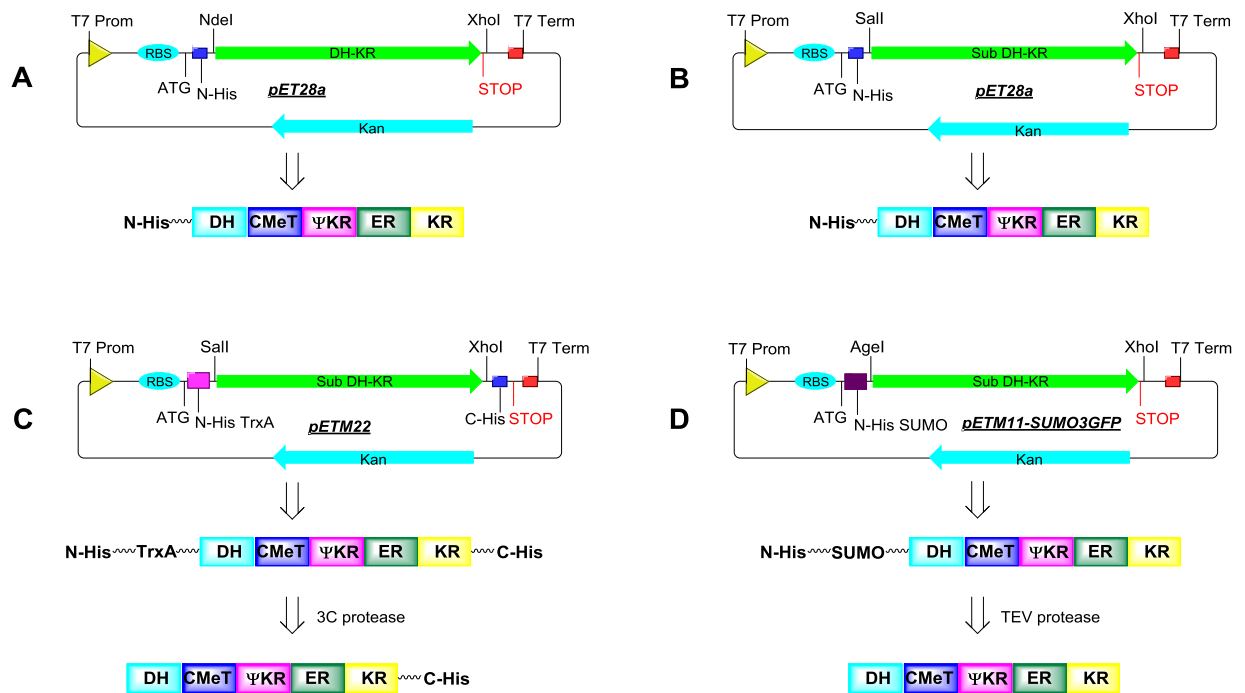 T7 Prom NdeI XhoI T7 Term
RBS DH-KR
A
ATG N-His pET28a STOP
Kan
N-His DH CMeT ΨKR ER KR
T7 Prom SalI XhoI T7 Term
RBS Sub DH-KR
B
ATG N-His pET28a STOP
Kan
N-His DH CMeT ΨKR ER KR
T7 Prom SalI XhoI T7 Term
RBS Sub DH-KR
C
ATG N-His TrxA pETM22 C-His STOP
Kan
N-His TrxA DH CMeT ΨKR ER KR C-His
3C protease
DH CMeT ΨKR ER KR C-His
T7 Prom AgeI XhoI T7 Term
RBS Sub DH-KR
D
ATG N-His SUMO pETM11-SUMO3GFP STOP
Kan
N-His SUMO DH CMeT ΨKR ER KR
TEV protease
DH CMeT ΨKR ER KR